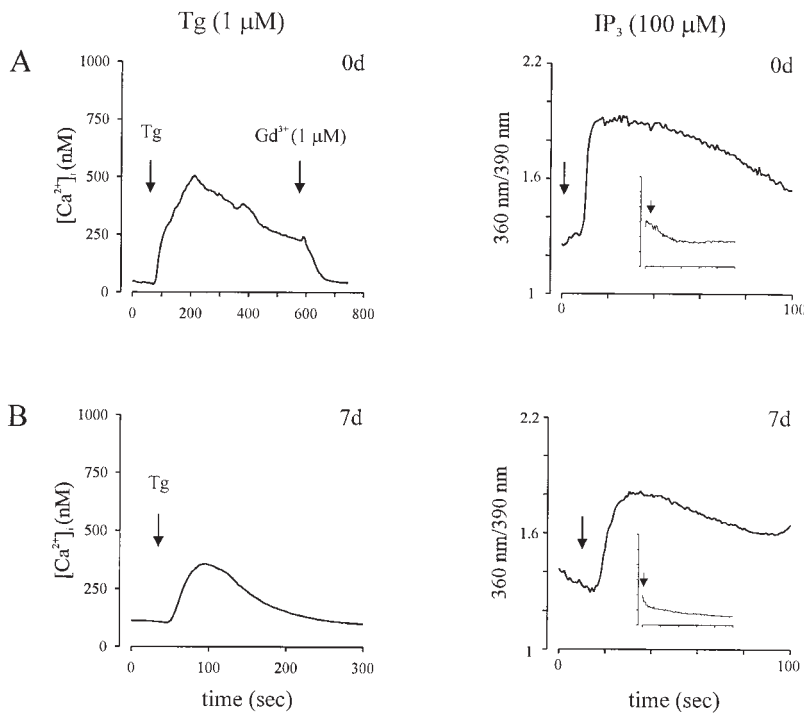 Tg (1 µM)
IP₃ (100 µM)
A
0d
[Ca²⁺]ᵢ (nM)
1000
750
500
250
0
Tg
Gd³⁺ (1 µM)
0
200
400
600
800
0d
360 nm/390 nm
2.2
1.6
1
0
100
B
7d
[Ca²⁺]ᵢ (nM)
1000
750
500
250
0
Tg
0
100
200
300
time (sec)
7d
360 nm/390 nm
2.2
1.6
1
0
100
time (sec)